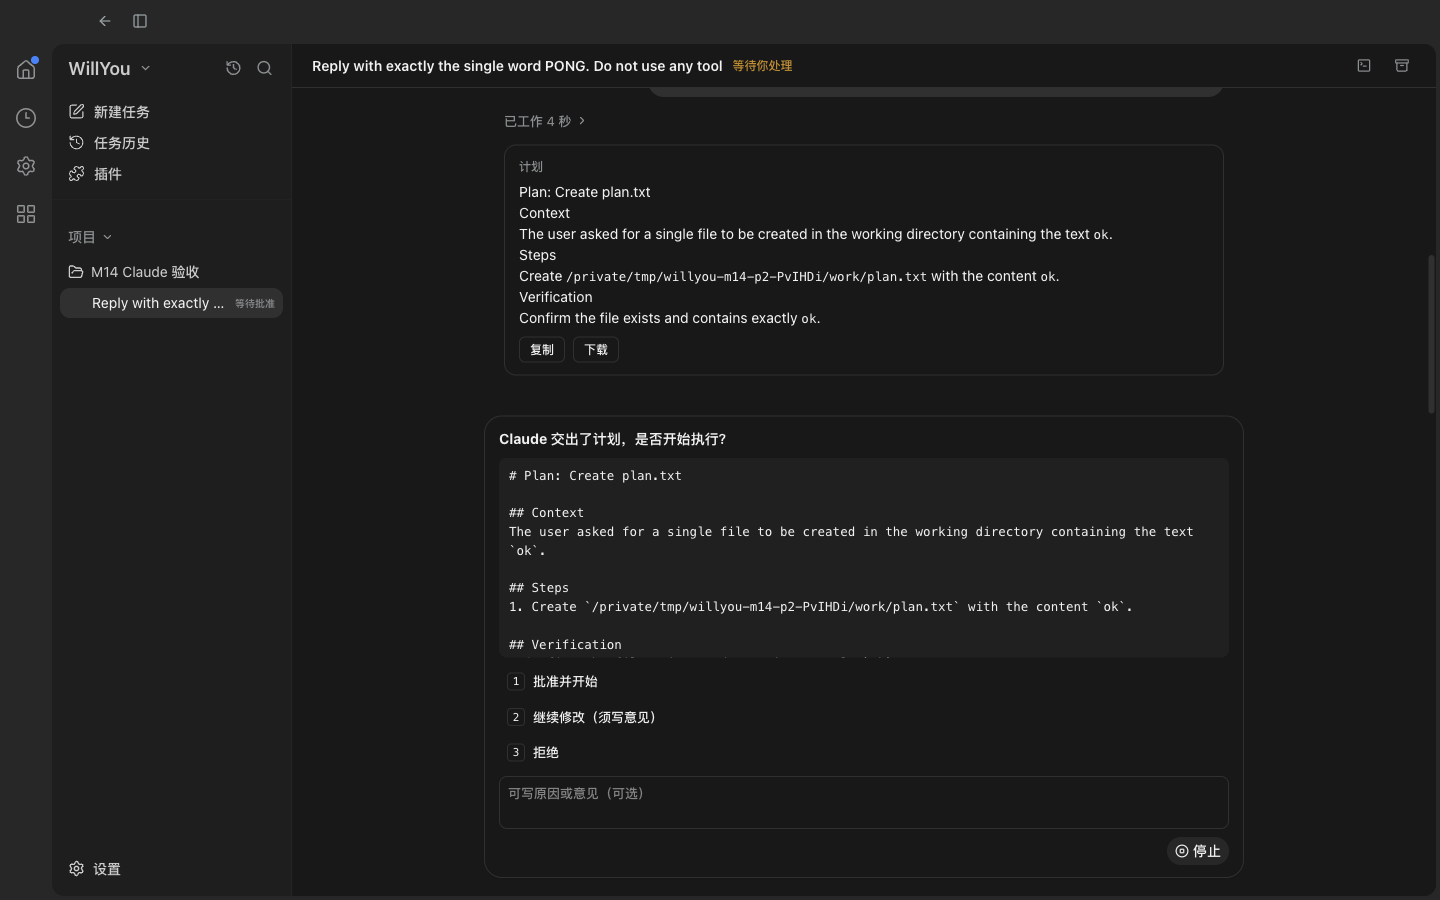 WillYou
新建任务
任务历史
插件
项目
M14 Claude 验收
Reply with exactly ... 等待批准
设置
Reply with exactly the single word PONG. Do not use any tool 等待你处理
已工作 4 秒
计划
Plan: Create plan.txt
Context
The user asked for a single file to be created in the working directory containing the text ok.
Steps
Create /private/tmp/willyou-m14-p2-PvIHDi/work/plan.txt with the content ok.
Verification
Confirm the file exists and contains exactly ok.
复制 下载
Claude 交出了计划，是否开始执行？
# Plan: Create plan.txt
## Context
The user asked for a single file to be created in the working directory containing the text
`ok`.
## Steps
1. Create `/private/tmp/willyou-m14-p2-PvIHDi/work/plan.txt` with the content `ok`.
## Verification
1 批准并开始
2 继续修改（须写意见）
3 拒绝
可写原因或意见（可选）
停止